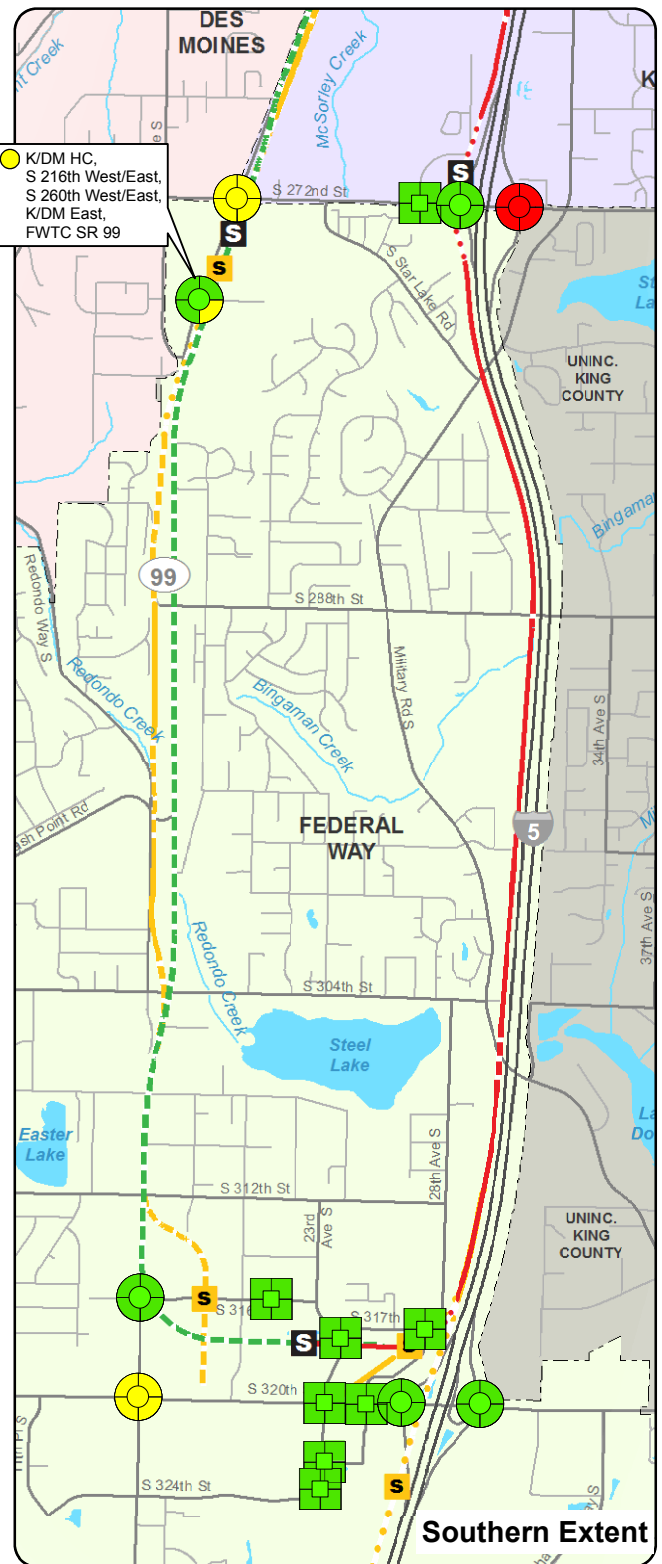 DES
MOINES
McSorley Creek
K/DM HC,
S 216th West/East,
S 260th West/East,
K/DM East,
FWTC SR 99
S 272nd St
S
S
S
S Star Lake Rd
UNINC.
KING
COUNTY
99
S 288th St
Redondo Way S
Redondo Creek
Bingaman Creek
Military Rd S
34th Ave S
5
FEDERAL
WAY
37th Ave S
Redondo Creek
S 304th St
Steel
Lake
Easter
Lake
28th Ave S
S 312th St
23rd
Ave S
UNINC.
KING
COUNTY
S
S 317th
S
S
S 320th
S 324th St
S
Southern Extent